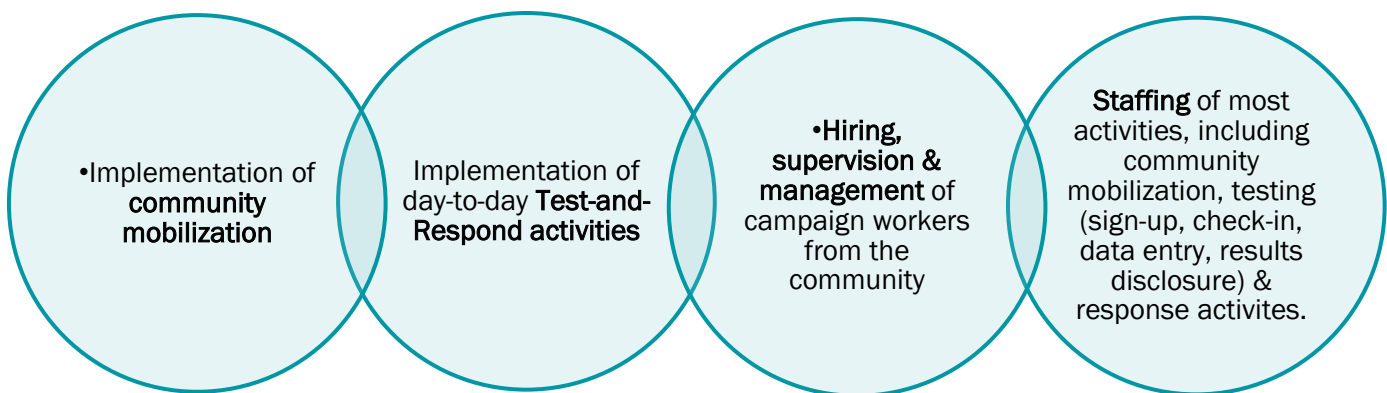 •Implementation of
community
mobilization
Implementation of
day-to-day Test-and-
Respond activities
•Hiring,
supervision &
management of
campaign workers
from the
community
Staffing of most
activities, including
community
mobilization, testing
(sign-up, check-in,
data entry, results
disclosure) &
response activites.